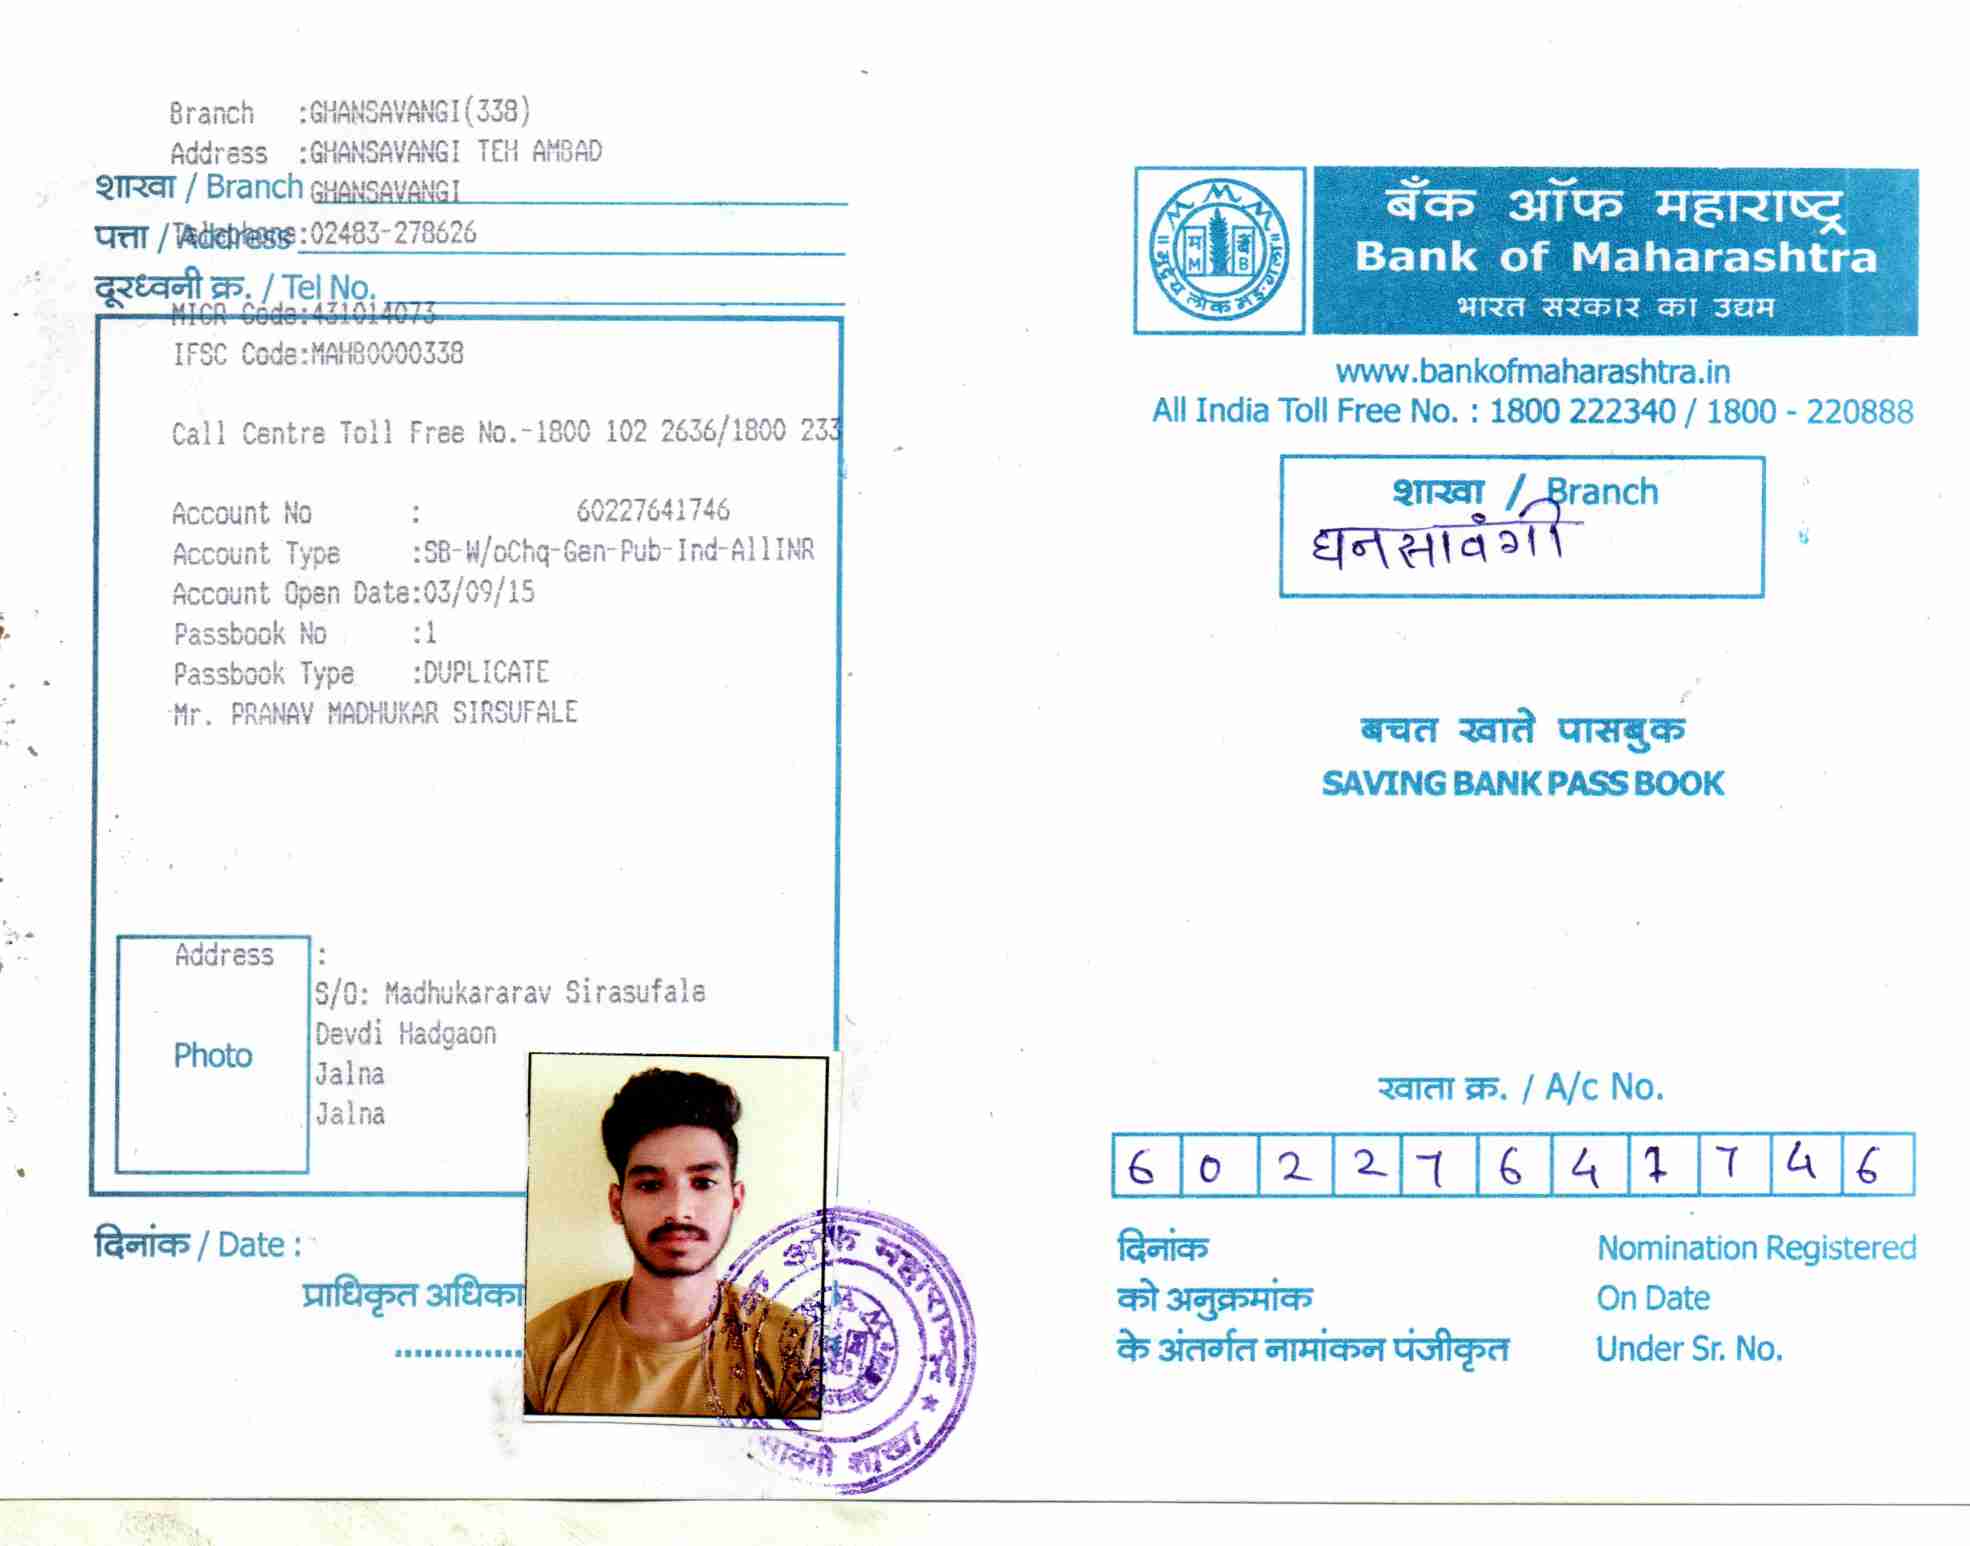 Branch :GHANSAVANGI(338)
Address :GHANSAVANGI TEH AMBAD
शाखा / Branch GHANSAVANGI
पत्ता / Address Telephone:02483-278626
दूरध्वनी क्र. / Tel No.
MICR Code:431014073
IFSC Code:MAHB0000338
Call Centre Toll Free No.-1800 102 2636/1800 233
Account No : 60227641746
Account Type :SB-W/oChq-Gen-Pub-Ind-AllINR
Account Open Date:03/09/15
Passbook No :1
Passbook Type :DUPLICATE
Mr. PRANAV MADHUKAR SIRSUFALE
Address :
S/O: Madhukararav Sirasufale
Devdi Hadgaon
Photo
Jalna
Jalna
दिनांक / Date :
प्राधिकृत अधिका
बैंक ऑफ महाराष्ट्र
सावंगी शाखा
बँक ऑफ महाराष्ट्र
Bank of Maharashtra
भारत सरकार का उद्यम
www.bankofmaharashtra.in
All India Toll Free No. : 1800 222340 / 1800 - 220888
शाखा / Branch
घनसावंगी
बचत खाते पासबुक
SAVING BANK PASS BOOK
खाता क्र. / A/c No.
6 0 2 2 7 6 4 1 7 4 6
दिनांक Nomination Registered
को अनुक्रमांक On Date
के अंतर्गत नामांकन पंजीकृत Under Sr. No.